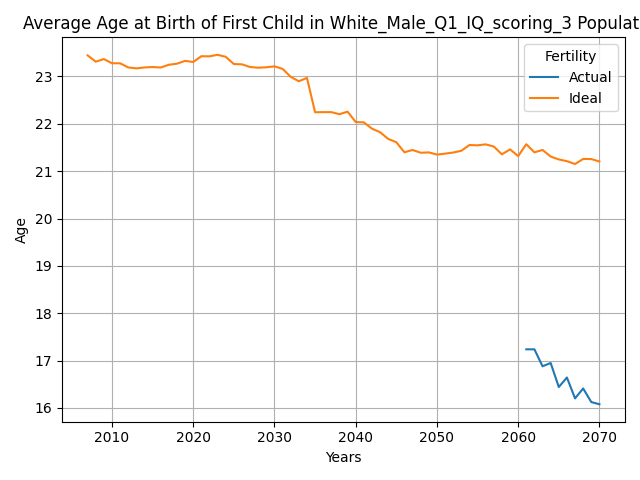 Average Age at Birth of First Child in White_Male_Q1_IQ_scoring_3 Populat
Fertility
Actual
Ideal
23
22
21
20
19
18
17
16
Age
2010 2020 2030 2040 2050 2060 2070
Years